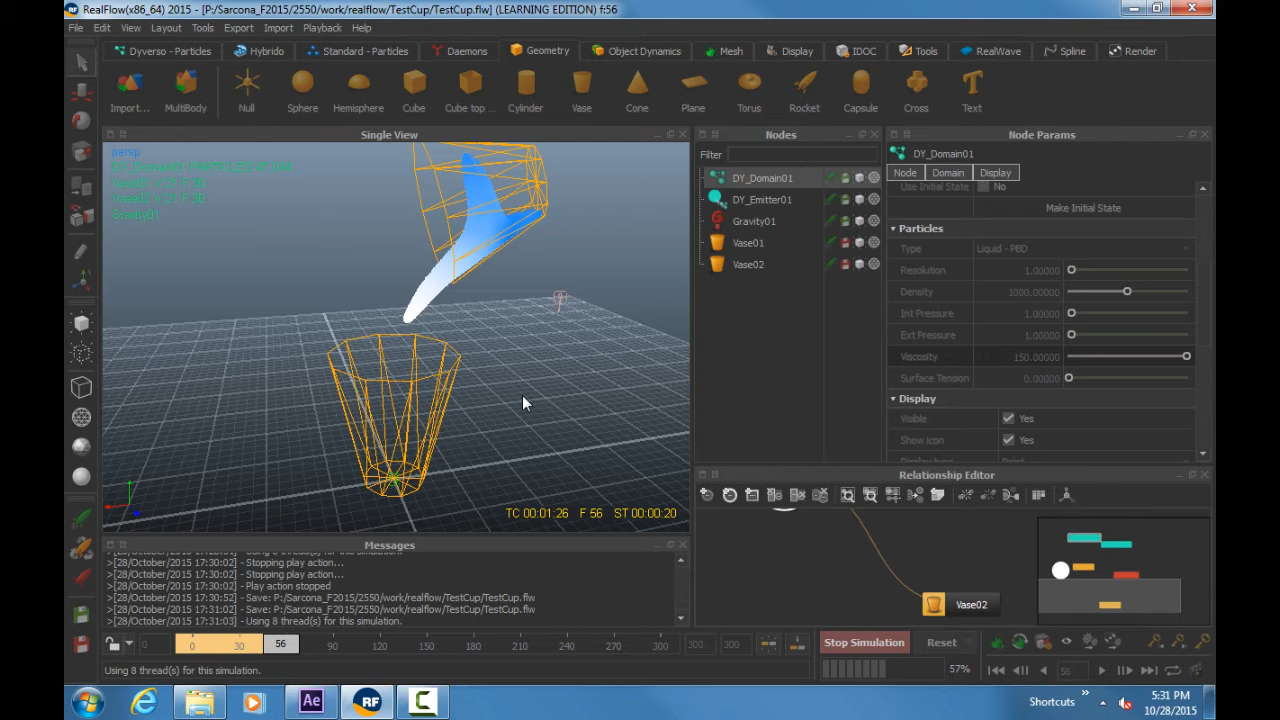 RealFlow(x86_64) 2015 - [P:/Sarcona_F2015/2550/work/realflow/TestCup/TestCup.flw] (LEARNING EDITION) f:56
File Edit View Layout Tools Export Import Playback Help
Dyverso - Particles Hybrido Standard - Particles Daemons Geometry Object Dynamics Mesh Display IDOC Tools RealWave Spline Render
Import... MultiBody Null Sphere Hemisphere Cube Cube top ... Cylinder Vase Cone Plane Torus Rocket Capsule Cross Text
Single View
persp
Gravity01
TC 00:01:26 F 56 ST 00:00:20
Nodes
Filter
DY_Domain01
DY_Emitter01
Gravity01
Vase01
Vase02
Node Params
DY_Domain01
Node Domain Display
Use Initial State No
Make Initial State
Particles
Type Liquid - PBD
Resolution 1.00000
Density 1000.00000
Int Pressure 1.00000
Ext Pressure 1.00000
Viscosity 150.00000
Surface Tension 0.00000
Display
Visible Yes
Show icon Yes
Display type Point
Relationship Editor
Vase02
Messages
>[28/October/2015 17:30:02] - Stopping play action...
>[28/October/2015 17:30:02] - Stopping play action...
>[28/October/2015 17:30:02] - Play action stopped
>[28/October/2015 17:30:52] - Save: P:/Sarcona_F2015/2550/work/realflow/TestCup/TestCup.flw
>[28/October/2015 17:31:02] - Save: P:/Sarcona_F2015/2550/work/realflow/TestCup/TestCup.flw
>[28/October/2015 17:31:03] - Using 8 thread(s) for this simulation.
0 0 30 56 90 120 150 180 210 240 270 300 300 300
Stop Simulation Reset
Using 8 thread(s) for this simulation.
57% 56
Ae RF C
Shortcuts »
5:31 PM
10/28/2015